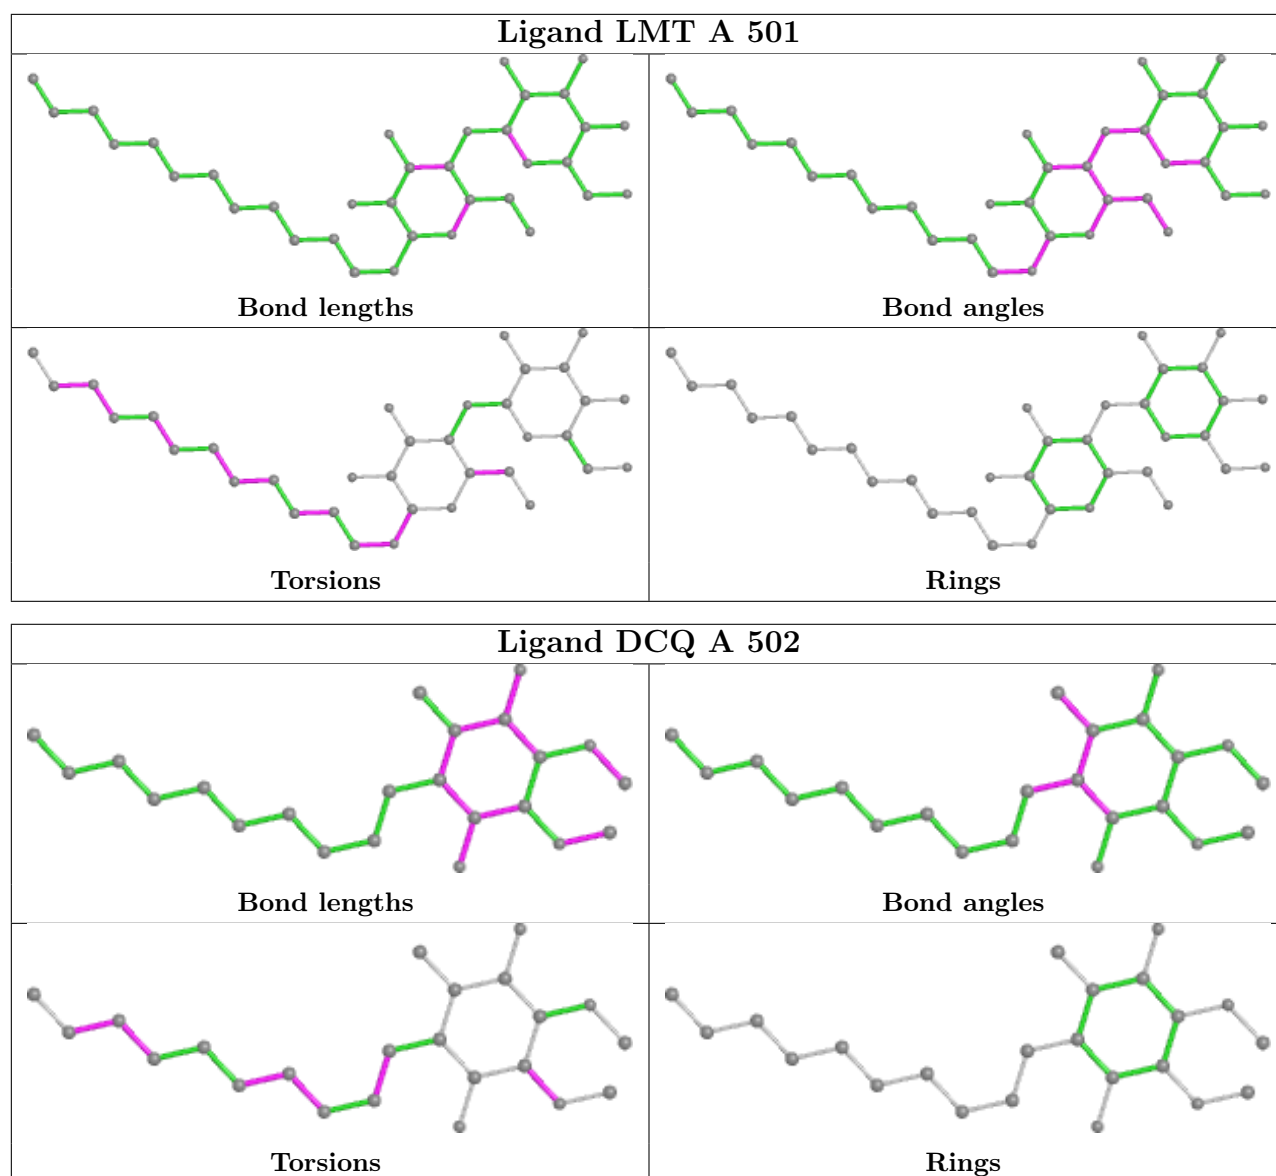 Ligand LMT A 501
Bond lengths
Bond angles
Torsions
Rings
Ligand DCQ A 502
Bond lengths
Bond angles
Torsions
Rings